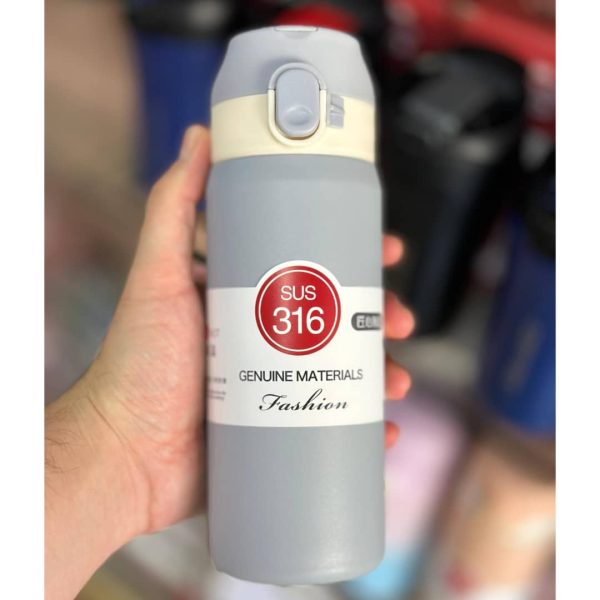 SUS
316
GENUINE MATERIALS
Fashion